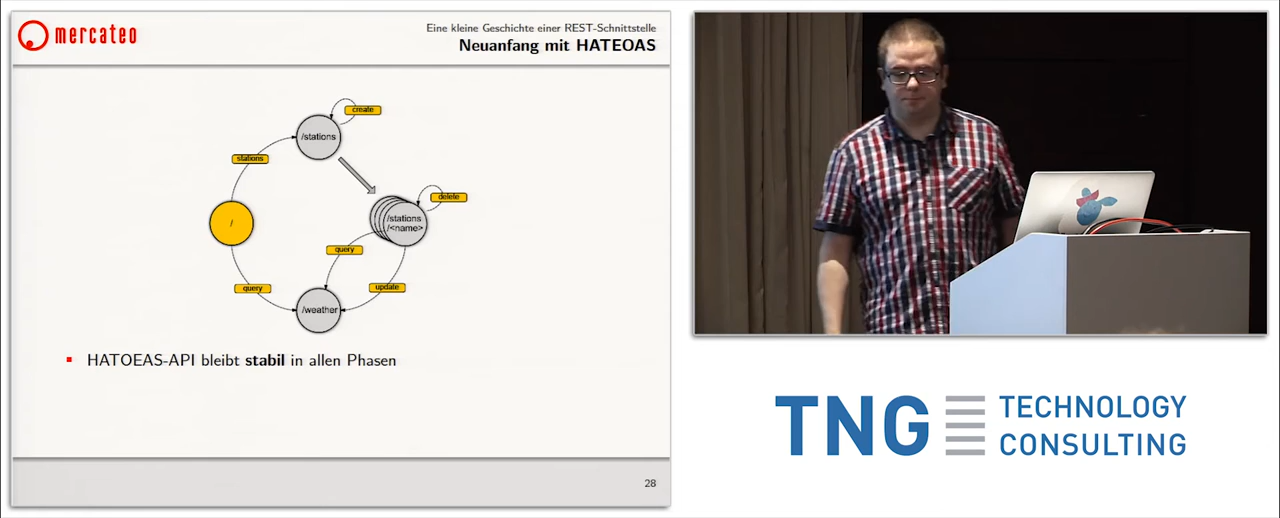 mercateo
Eine kleine Geschichte einer REST-Schnittstelle
Neuanfang mit HATEOAS
create
/stations
stations
delete
/
/stations
/<name>
query
query
update
/weather
HATOEAS-API bleibt stabil in allen Phasen
28
TNG
TECHNOLOGY
CONSULTING